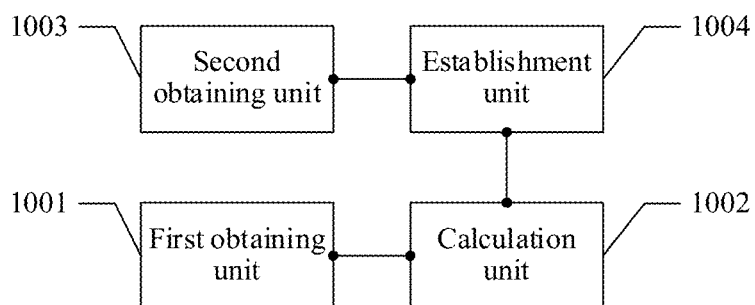 1003
Second
obtaining unit
Establishment
unit
1004
1001
First obtaining
unit
Calculation
unit
1002